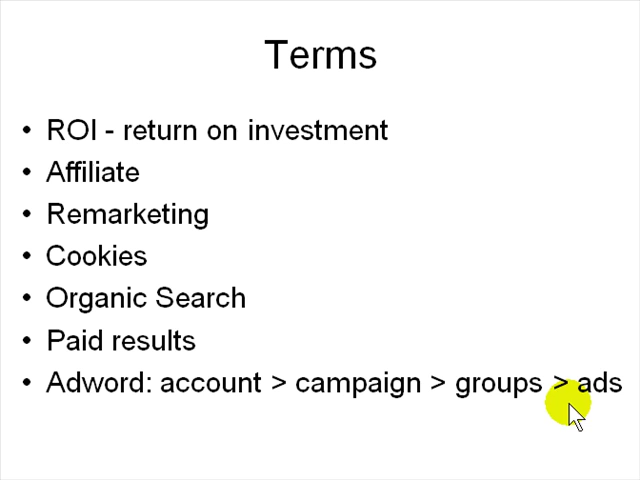 Terms
• ROI - return on investment
• Affiliate
• Remarketing
• Cookies
• Organic Search
• Paid results
• Adword: account > campaign > groups > ads